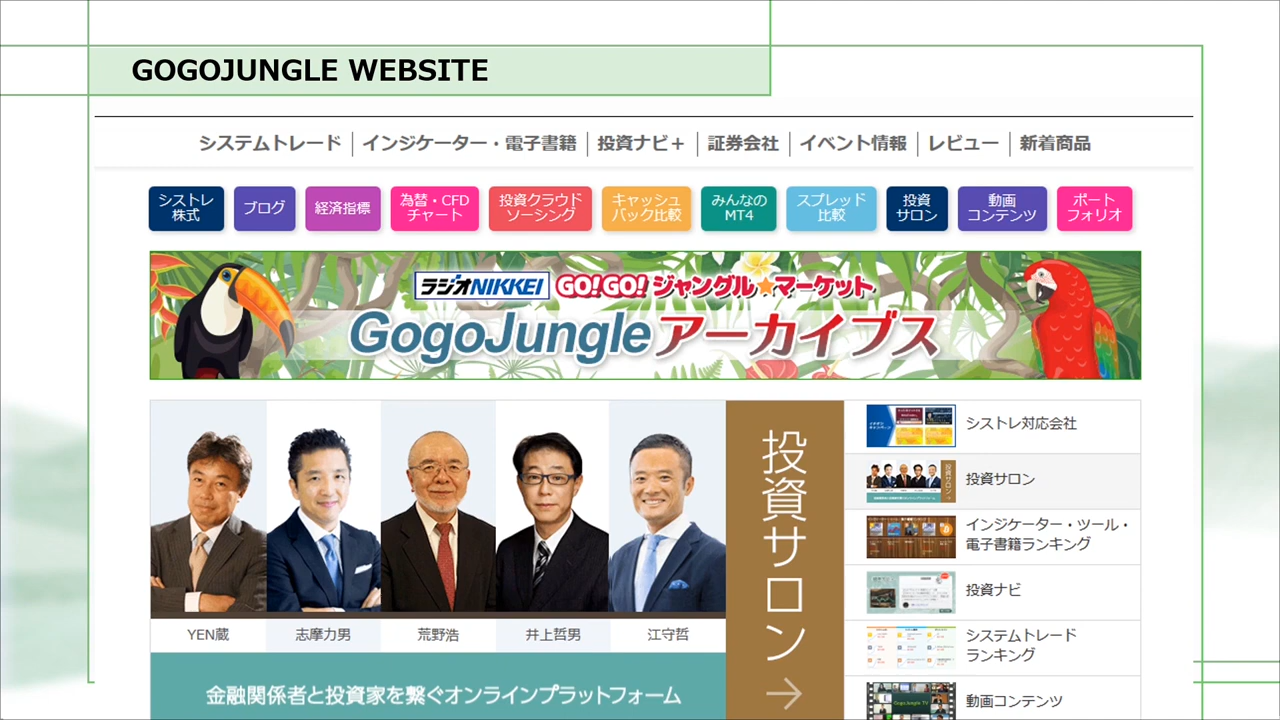 GOGOJUNGLE WEBSITE
システムトレード
インジケーター・電子書籍
投資ナビ+
証券会社
イベント情報
レビュー
新着商品
シストレ
株式
ブログ
経済指標
為替・CFD
チャート
投資クラウド
ソーシング
キャッシュ
バック比較
みんなの
MT4
スプレッド
比較
投資
サロン
動画
コンテンツ
ポート
フォリオ
ラジオNIKKEI GO!GO!ジャングル★マーケット
GogoJungleアーカイブス
YEN蔵
志摩力男
荒野浩
井上哲男
江守哲
金融関係者と投資家を繋ぐオンラインプラットフォーム
投資サロン
→
シストレ対応会社
投資サロン
インジケーター・ツール・
電子書籍ランキング
投資ナビ
システムトレード
ランキング
動画コンテンツ